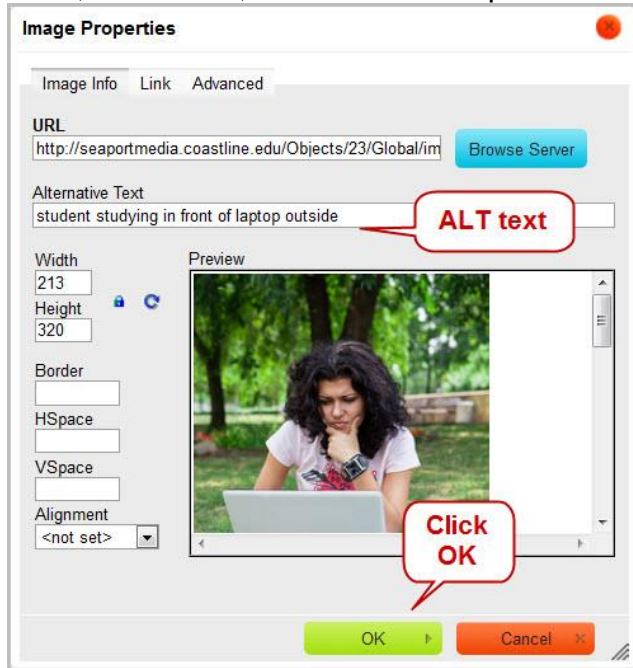 Image Properties
Image Info Link Advanced
URL
http://seaportmedia.coastline.edu/Objects/23/Global/im Browse Server
Alternative Text
student studying in front of laptop outside
ALT text
Width
213
Height
320
Preview
Border
HSpace
VSpace
Alignment
<not set>
Click
OK
OK Cancel